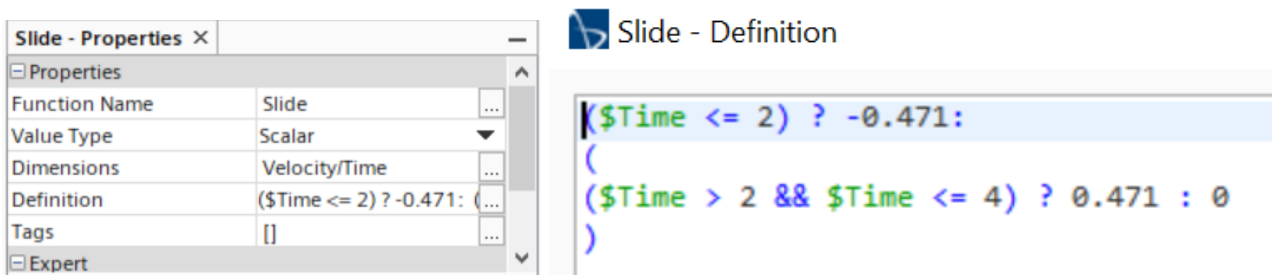 Slide - Properties ×
Properties
Function Name Slide ...
Value Type Scalar
Dimensions Velocity/Time ...
Definition ($Time <= 2) ? -0.471: (...
Tags [] ...
Expert
Slide - Definition
($Time <= 2) ? -0.471:
(
($Time > 2 && $Time <= 4) ? 0.471 : 0
)